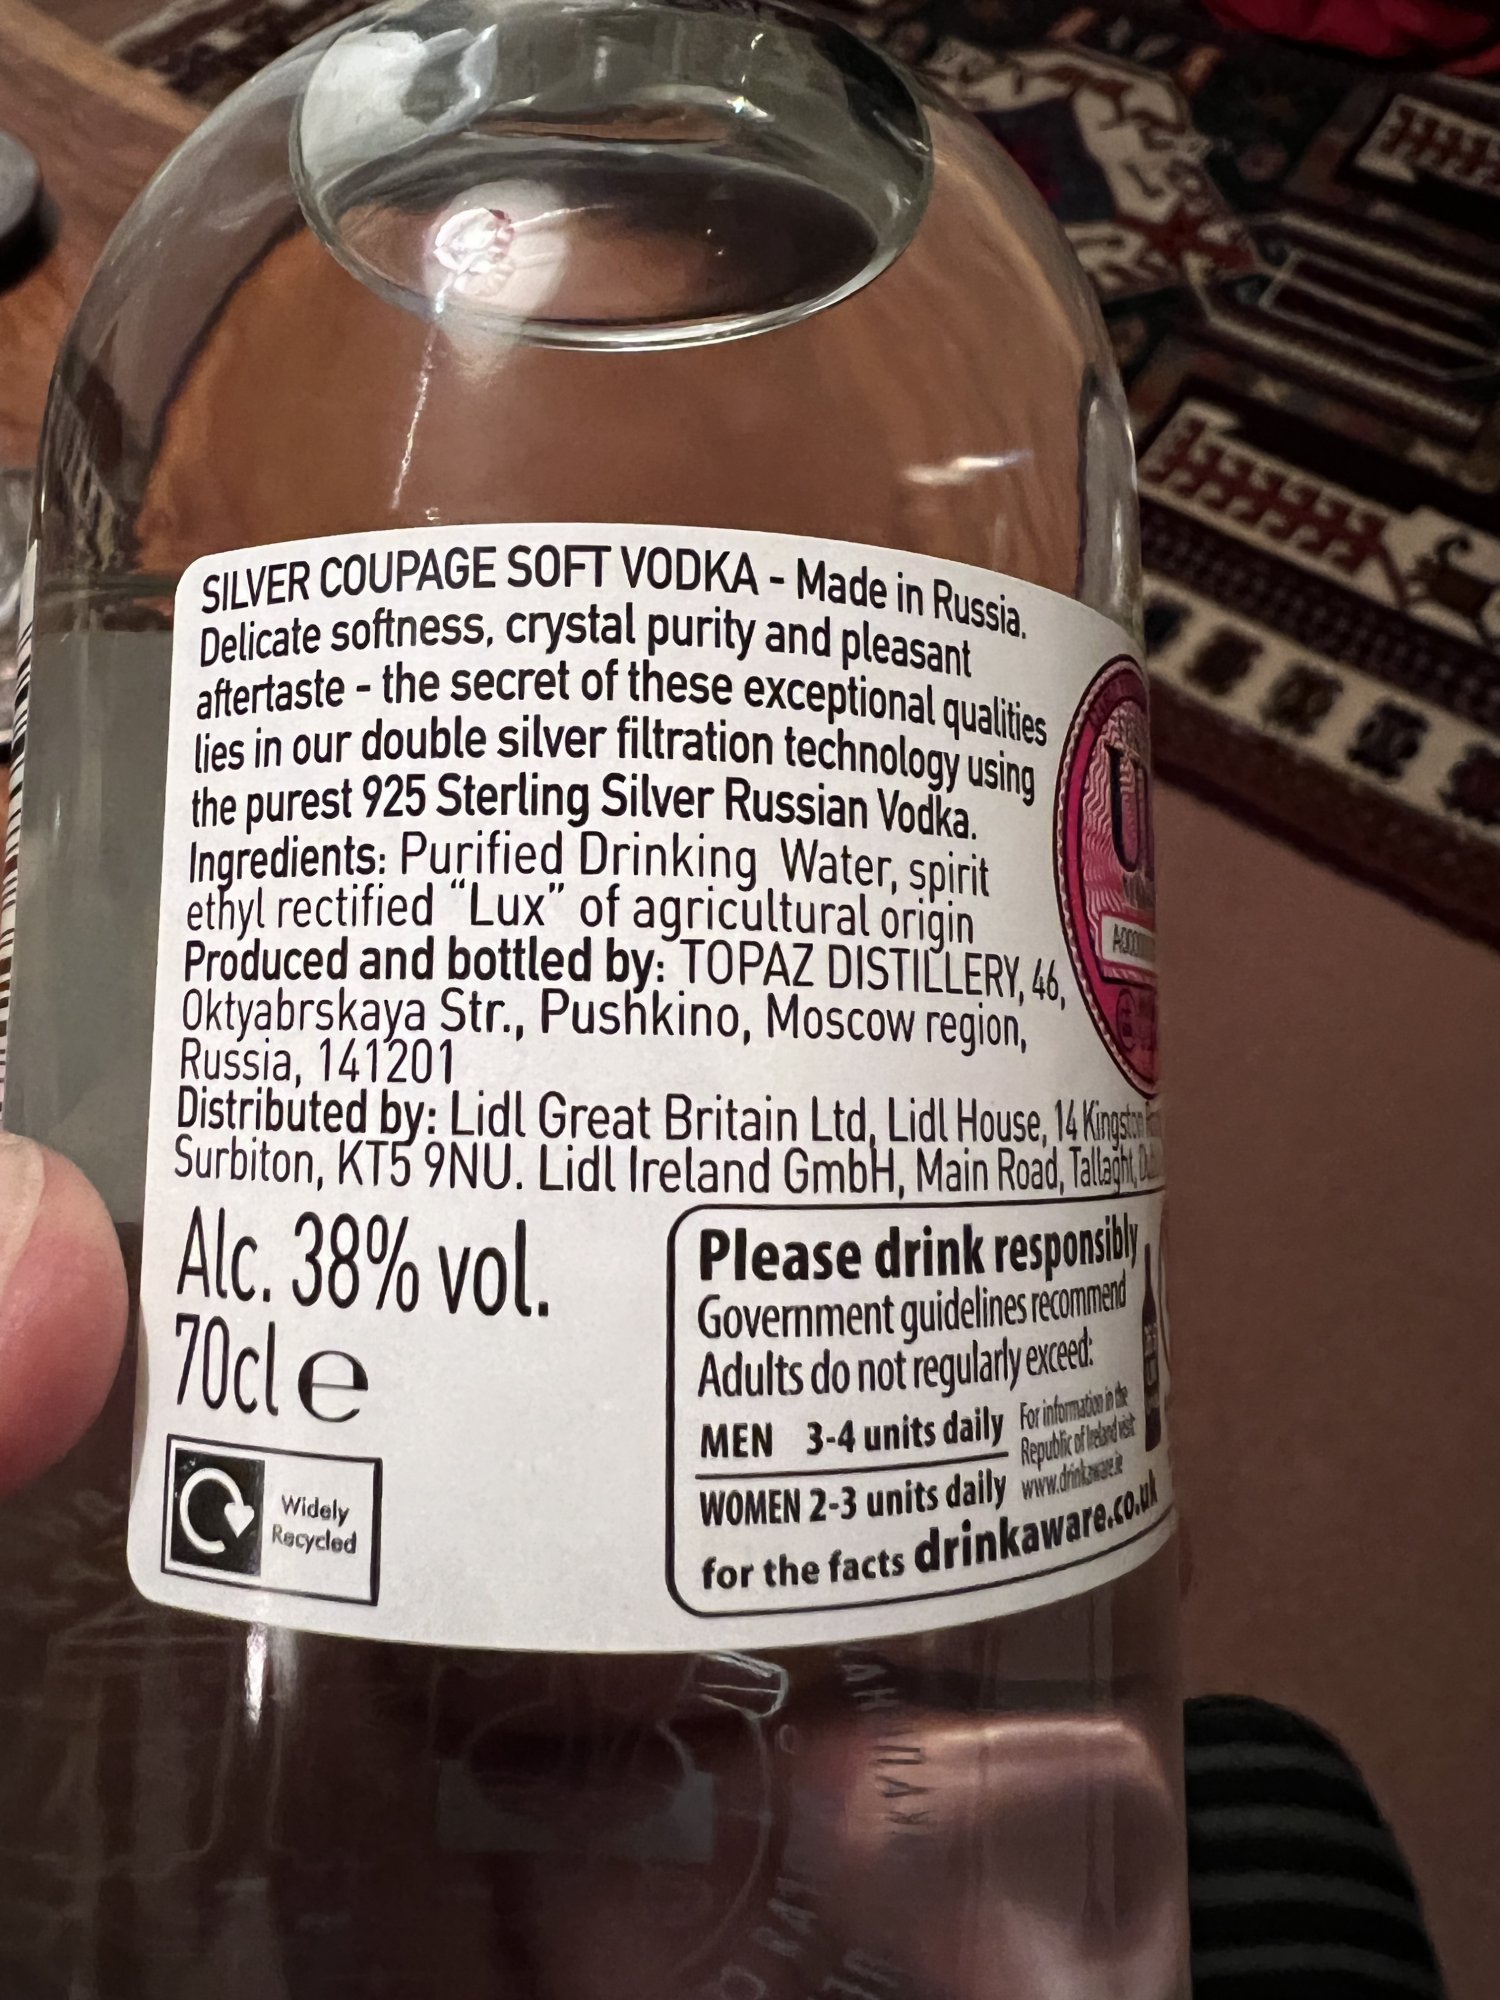 SILVER COUPAGE SOFT VODKA - Made in Russia.
Delicate softness, crystal purity and pleasant
aftertaste - the secret of these exceptional qualities
lies in our double silver filtration technology using
the purest 925 Sterling Silver Russian Vodka.
Ingredients: Purified Drinking Water, spirit
ethyl rectified "Lux" of agricultural origin
Produced and bottled by: TOPAZ DISTILLERY, 46,
Oktyabrskaya Str., Pushkino, Moscow region,
Russia, 141201
Distributed by: Lidl Great Britain Ltd, Lidl House, 14 Kingston
Surbiton, KT5 9NU. Lidl Ireland GmbH, Main Road, Tallaght,
Alc. 38% vol.
70cl e
Widely
Recycled
Please drink responsibly
Government guidelines recommend
Adults do not regularly exceed:
MEN 3-4 units daily
WOMEN 2-3 units daily
For information in the
Republic of Ireland visit
www.drinkaware.ie
for the facts drinkaware.co.uk